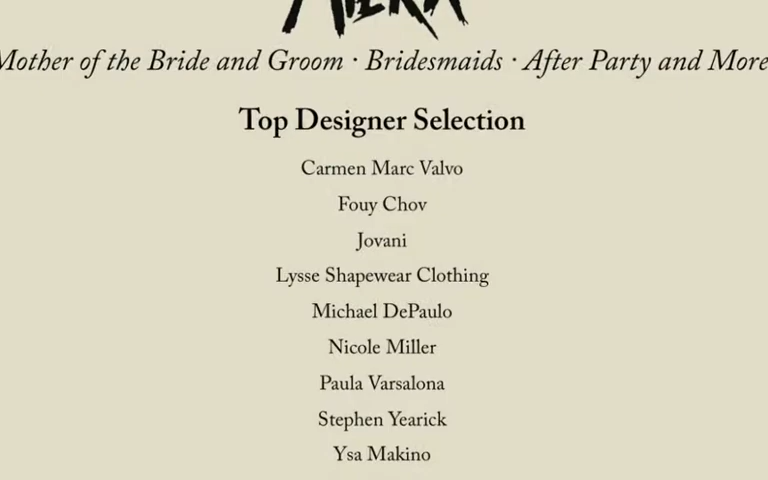 Mother of the Bride and Groom · Bridesmaids · After Party and More
Top Designer Selection
Carmen Marc Valvo
Fouy Chov
Jovani
Lysse Shapewear Clothing
Michael DePaulo
Nicole Miller
Paula Varsalona
Stephen Yearick
Ysa Makino